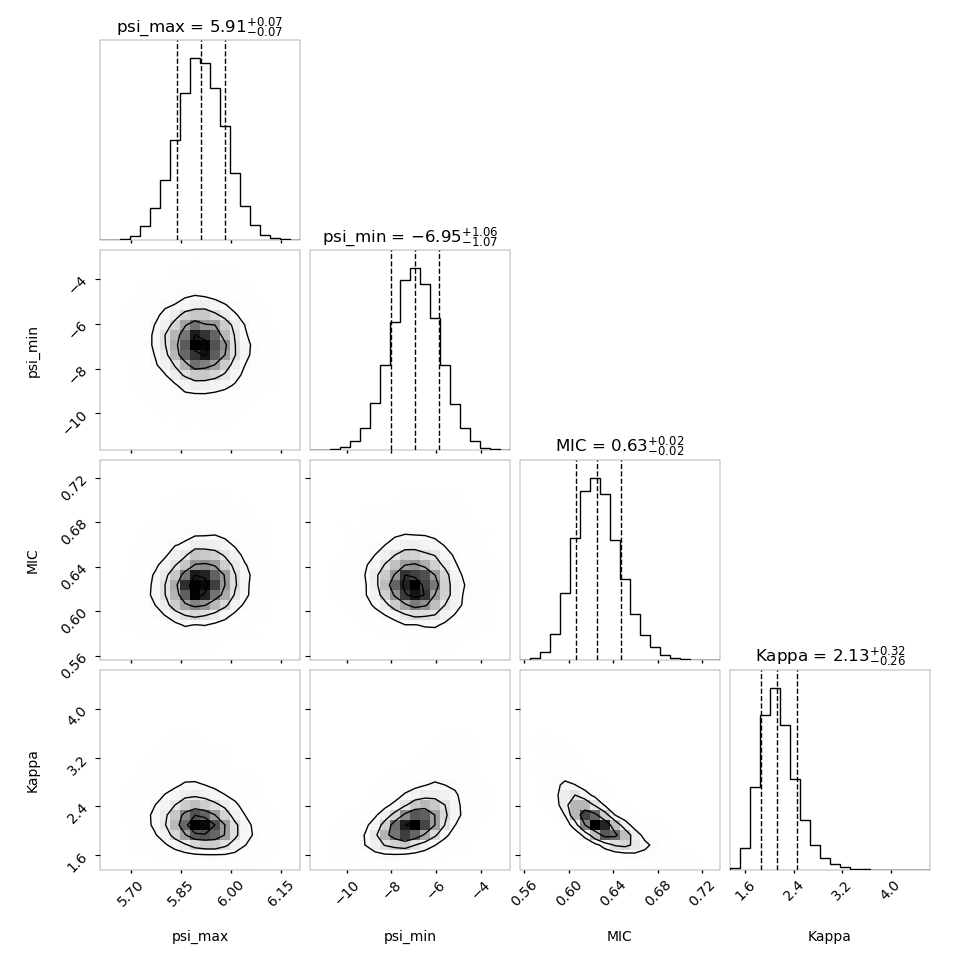 psi_max = 5.91+0.07 −0.07
psi_min = −6.95+1.06 −1.07
psi_min
−4
−6
−8
−10
MIC = 0.63+0.02 −0.02
MIC
0.72
0.68
0.64
0.60
0.56
Kappa = 2.13+0.32 −0.26
Kappa
4.0
3.2
2.4
1.6
5.70 5.85 6.00 6.15
−10 −8 −6 −4
0.56 0.60 0.64 0.68 0.72
1.6 2.4 3.2 4.0
psi_max psi_min MIC Kappa